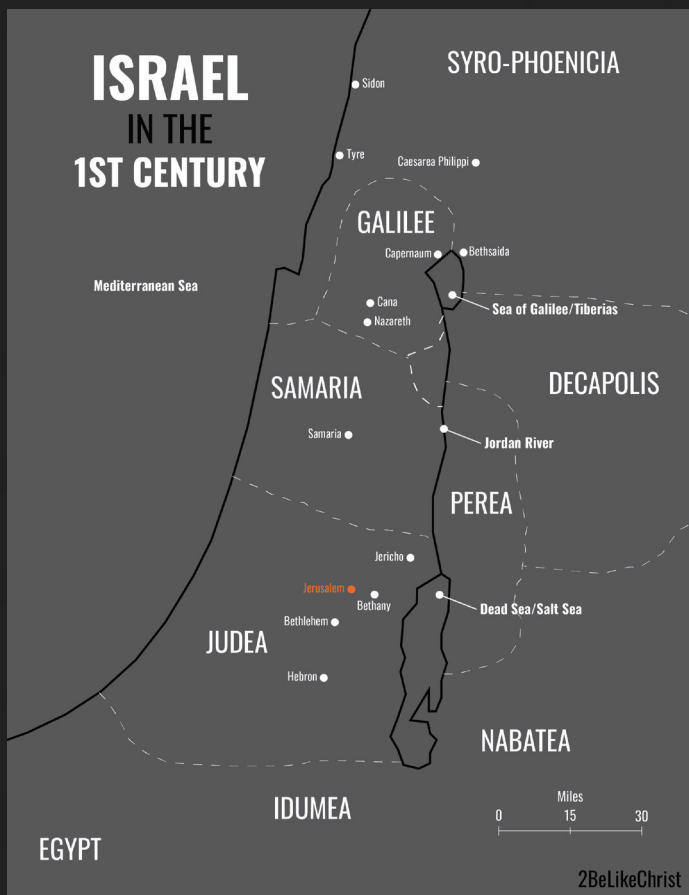 ISRAEL
IN THE
1ST CENTURY
SYRO-PHOENICIA
Sidon
Tyre
Caesarea Philippi
GALILEE
Capernaum
Bethsaida
Mediterranean Sea
Cana
Sea of Galilee/Tiberias
Nazareth
SAMARIA
DECAPOLIS
Samaria
Jordan River
PEREA
Jericho
Jerusalem
Bethany
Dead Sea/Salt Sea
Bethlehem
JUDEA
Hebron
NABATEA
IDUMEA
Miles
0 15 30
EGYPT
2BeLikeChrist